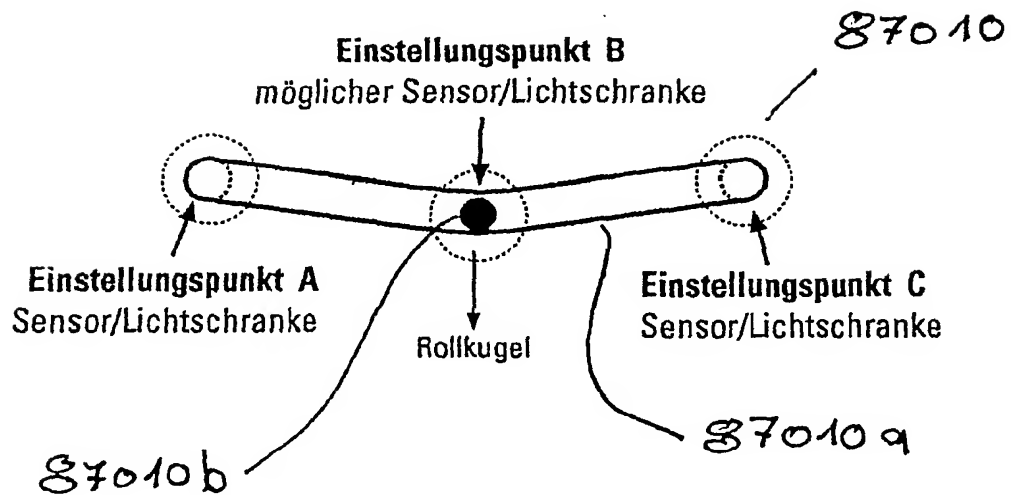 87010
Einstellungspunkt B
möglicher Sensor/Lichtschranke
Einstellungspunkt A
Sensor/Lichtschranke
Einstellungspunkt C
Sensor/Lichtschranke
Rollkugel
87010a
87010b